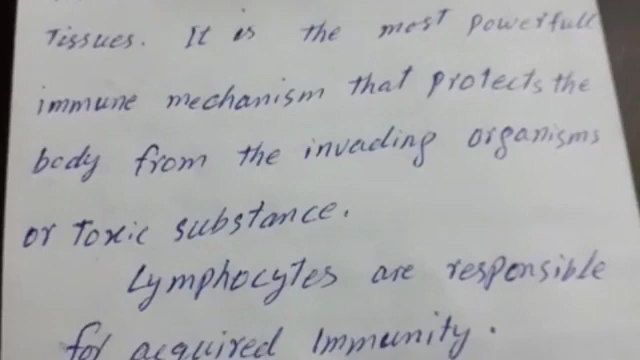 Tissues. It is the most powerfull
immune mechanism that protects the
body from the invading organisms
or Toxic substance.
Lymphocytes are responsible
for acquired Immunity.